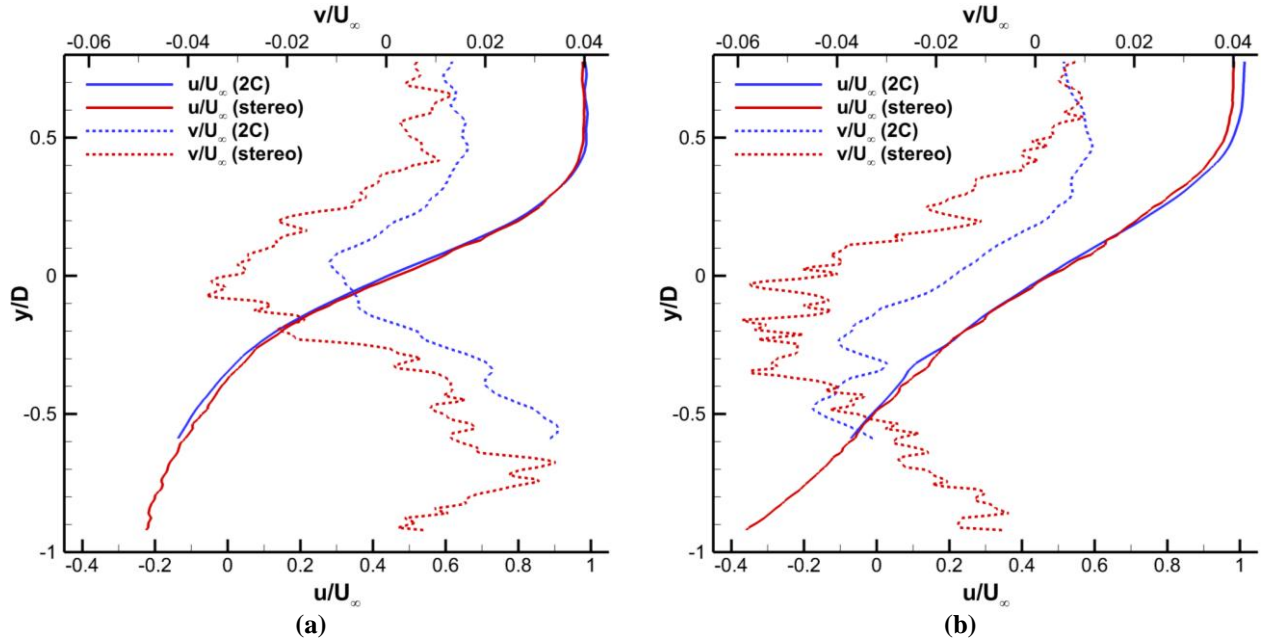 v/U∞
-0.06 -0.04 -0.02 0 0.02 0.04
u/U∞ (2C)
u/U∞ (stereo)
v/U∞ (2C)
v/U∞ (stereo)
0.5
0
-0.5
-1
y/D
-0.4 -0.2 0 0.2 0.4 0.6 0.8 1
u/U∞
(a)
v/U∞
-0.06 -0.04 -0.02 0 0.02 0.04
u/U∞ (2C)
u/U∞ (stereo)
v/U∞ (2C)
v/U∞ (stereo)
0.5
0
-0.5
-1
y/D
-0.4 -0.2 0 0.2 0.4 0.6 0.8 1
u/U∞
(b)